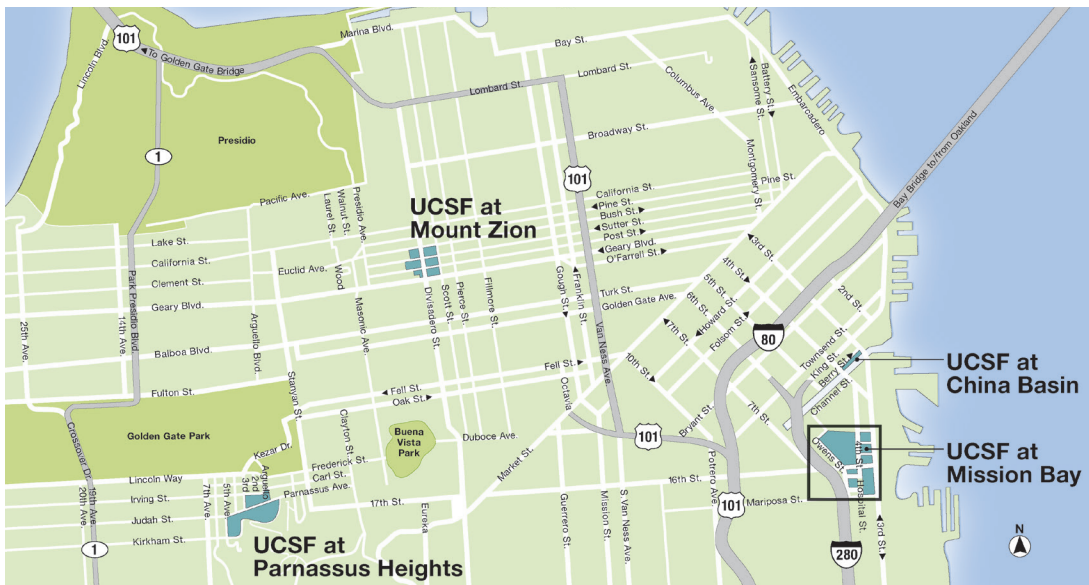 101
To Golden Gate Bridge
Lincoln Blvd.
Marina Blvd.
Bay St.
Lombard St.
Lombard St.
Columbus Ave.
Sansome St.
Battery St.
Embarcadero
Broadway St.
Presidio
1
101
Montgomery St.
Bay Bridge to/from Oakland
Pacific Ave.
Laurel St.
Walnut St.
Presidio Ave.
UCSF at
Mount Zion
California St.
Pine St.
Pine St.
Bush St.
Sutter St.
Post St.
Geary Blvd.
O'Farrell St.
Lake St.
California St.
Clement St.
Geary Blvd.
Euclid Ave.
Wood
Masonic Ave.
Divisadero St.
Scott St.
Pierce St.
Fillmore St.
Gough St.
Franklin St.
Turk St.
Golden Gate Ave.
Van Ness Ave.
3rd St.
4th St.
5th St.
6th St.
7th St.
Howard St.
Folsom St.
2nd St.
80
25th Ave.
14th Ave.
Park Presidio Blvd.
Arguello Blvd.
Balboa Blvd.
Stanyan St.
Fulton St.
Fell St.
Fell St.
Oak St.
Octavia
10th St.
Townsend St.
King St.
Berry St.
Channel St.
UCSF at
China Basin
Golden Gate Park
Crossover Dr.
Kezar Dr.
Clayton St.
Buena
Vista
Park
Duboce Ave.
Market St.
101
Bryant St.
7th St.
Owens St.
4th St.
UCSF at
Mission Bay
Lincoln Way
Frederick St.
Carl St.
Parnassus Ave.
Arguello
2nd
3rd
Irving St.
5th Ave.
7th Ave.
19th Ave.
20th Ave.
Judah St.
Kirkham St.
17th St.
Eureka
16th St.
Guerrero St.
Mission St.
S. Van Ness Ave.
Potrero Ave.
101
Mariposa St.
Hospital St.
3rd St.
280
1
UCSF at
Parnassus Heights
N